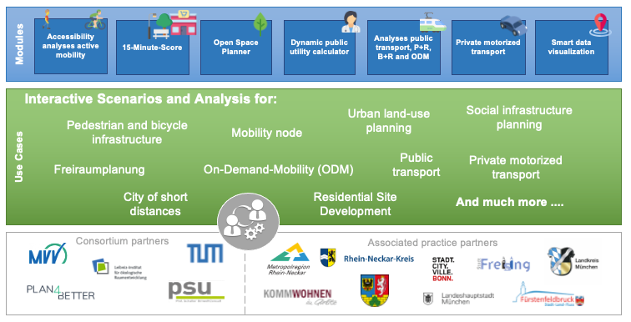 Modules
Accessibility
analyses active
mobility
15-Minute-Score
Open Space
Planner
Dynamic public
utility calculator
Analyses public
transport, P+R,
B+R and ODM
Private motorized
transport
Smart data
visualization
Use Cases
Interactive Scenarios and Analysis for:
Pedestrian and bicycle
infrastructure
Mobility node
Urban land-use
planning
Social infrastructure
planning
Freiraumplanung
On-Demand-Mobility (ODM)
Public
transport
Private motorized
transport
City of short
distances
Residential Site
Development
And much more ....
Consortium partners
MVV
Leibniz-Institut
für ökologische
Raumentwicklung
TUM
PLAN4BETTER
psu
Associated practice partners
Metropolregion
Rhein-Neckar
Rhein-Neckar-Kreis
STADT.
CITY.
VILLE.
BONN.
Freising
Landkreis
München
KOMMWOHNEN
in Görlitz
Landeshauptstadt
München
Fürstenfeldbruck